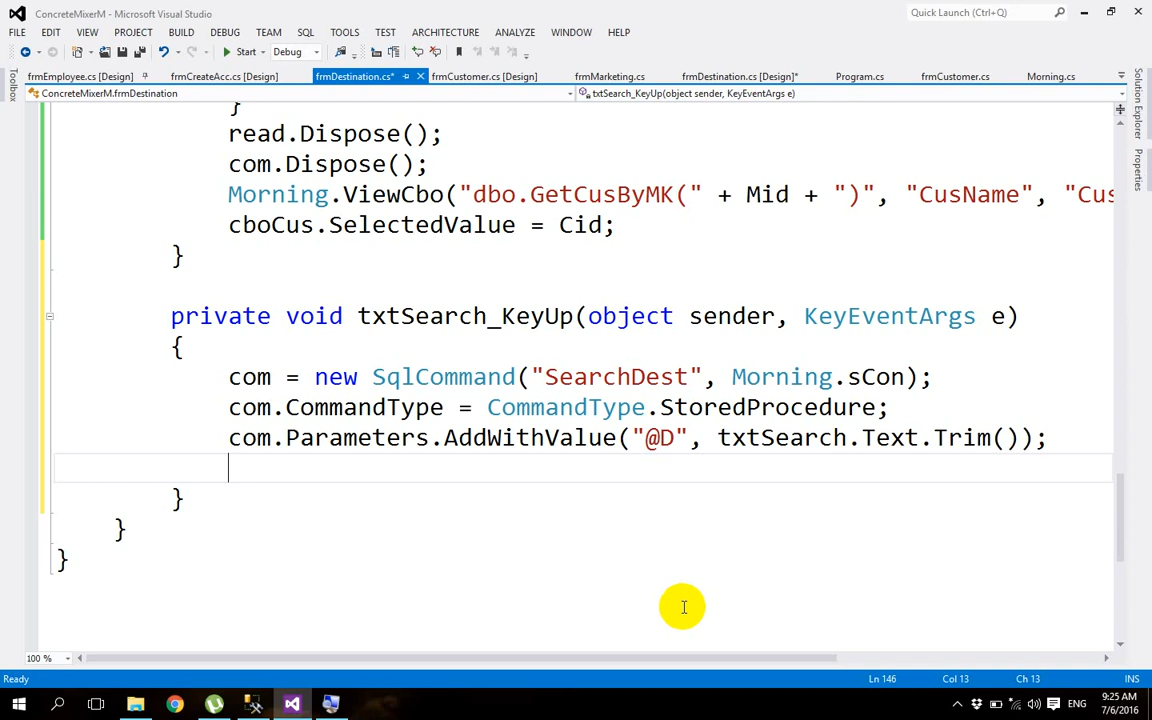 ConcreteMixerM - Microsoft Visual Studio
Quick Launch (Ctrl+Q)
FILE EDIT VIEW PROJECT BUILD DEBUG TEAM SQL TOOLS TEST ARCHITECTURE ANALYZE WINDOW HELP
Start Debug
frmEmployee.cs [Design] frmCreateAcc.cs [Design] frmDestination.cs* frmCustomer.cs [Design] frmMarketing.cs frmDestination.cs [Design]* Program.cs frmCustomer.cs Morning.cs
ConcreteMixerM.frmDestination txtSearch_KeyUp(object sender, KeyEventArgs e)
Toolbox
Solution Explorer
Properties
}
read.Dispose();
com.Dispose();
Morning.ViewCbo("dbo.GetCusByMK(" + Mid + ")", "CusName", "Cus
cboCus.SelectedValue = Cid;
}
private void txtSearch_KeyUp(object sender, KeyEventArgs e)
{
com = new SqlCommand("SearchDest", Morning.sCon);
com.CommandType = CommandType.StoredProcedure;
com.Parameters.AddWithValue("@D", txtSearch.Text.Trim());
}
}
}
100 %
Ready Ln 146 Col 13 Ch 13 INS
ENG
9:25 AM
7/6/2016